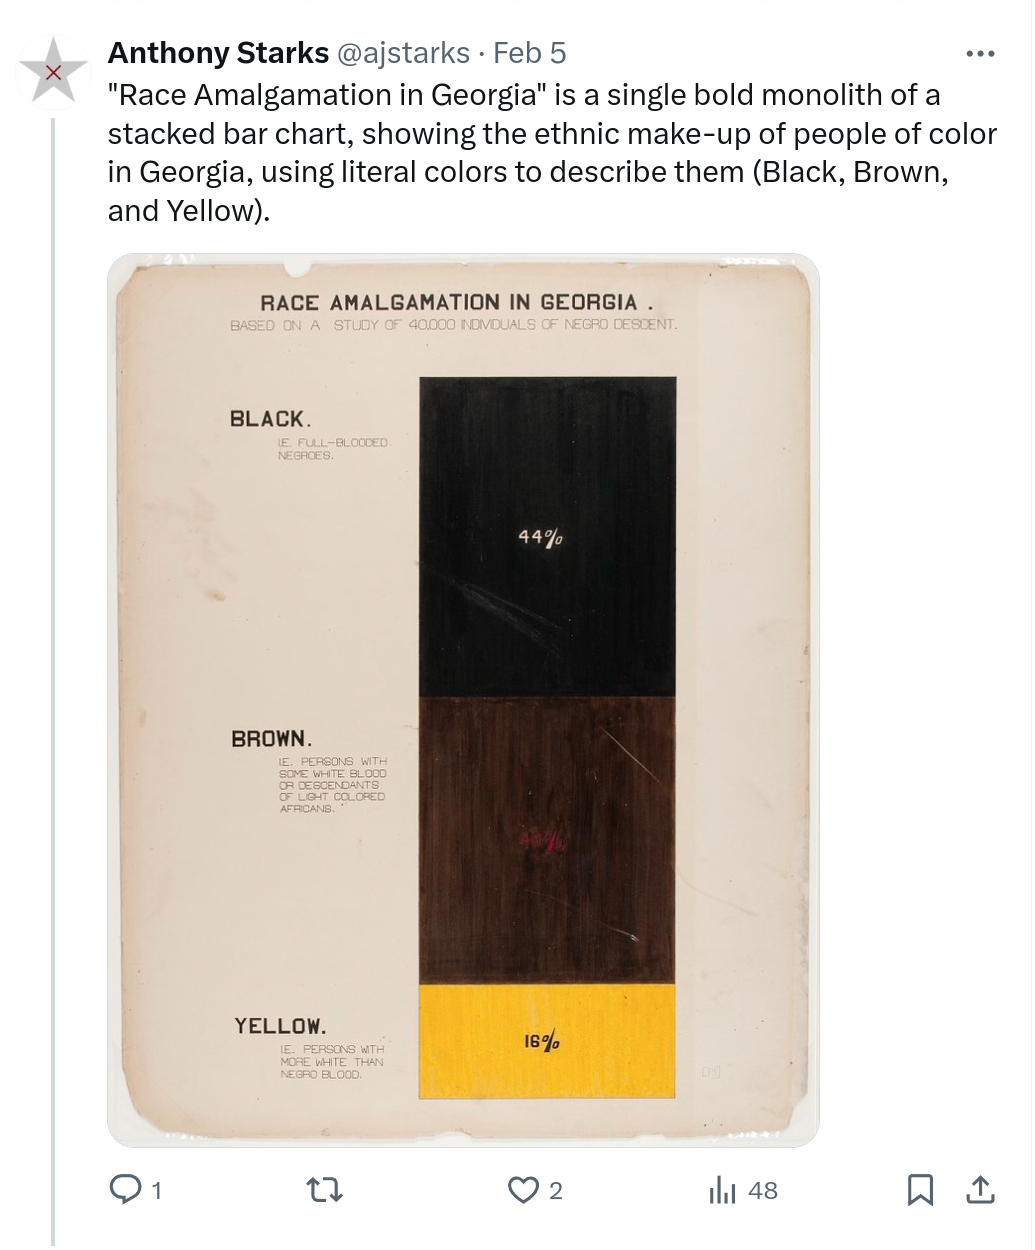 Anthony Starks @ajstarks · Feb 5
"Race Amalgamation in Georgia" is a single bold monolith of a
stacked bar chart, showing the ethnic make-up of people of color
in Georgia, using literal colors to describe them (Black, Brown,
and Yellow).
RACE AMALGAMATION IN GEORGIA .
BASED ON A STUDY OF 40,000 INDIVIDUALS OF NEGRO DESCENT.
BLACK.
I.E. FULL-BLOODED
NEGROES.
44%
BROWN.
I.E. PERSONS WITH
SOME WHITE BLOOD
OR DESCENDANTS
OF LIGHT COLORED
AFRICANS.
40%
YELLOW.
I.E. PERSONS WITH
MORE WHITE THAN
NEGRO BLOOD.
16%
1
2
48